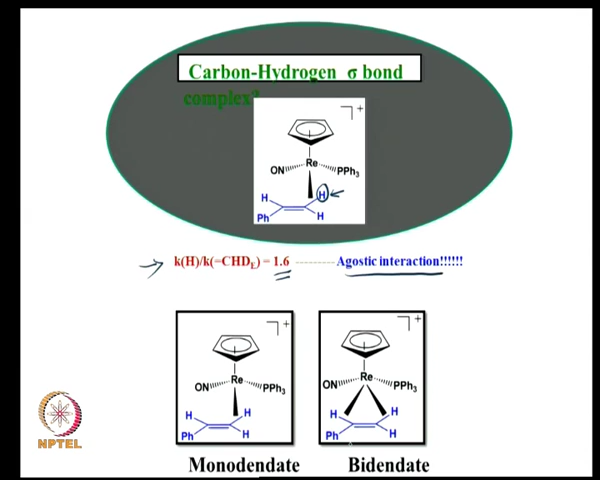 Carbon-Hydrogen σ bond
complex?
+
Re
ON
PPh3
H
H
Ph
H
k(H)/k(=CHDE) = 1.6 ---------- Agostic interaction!!!!!!
+
Re
ON
PPh3
H
H
Ph
H
+
Re
ON
PPh3
H
H
Ph
H
NPTEL
Monodendate
Bidendate